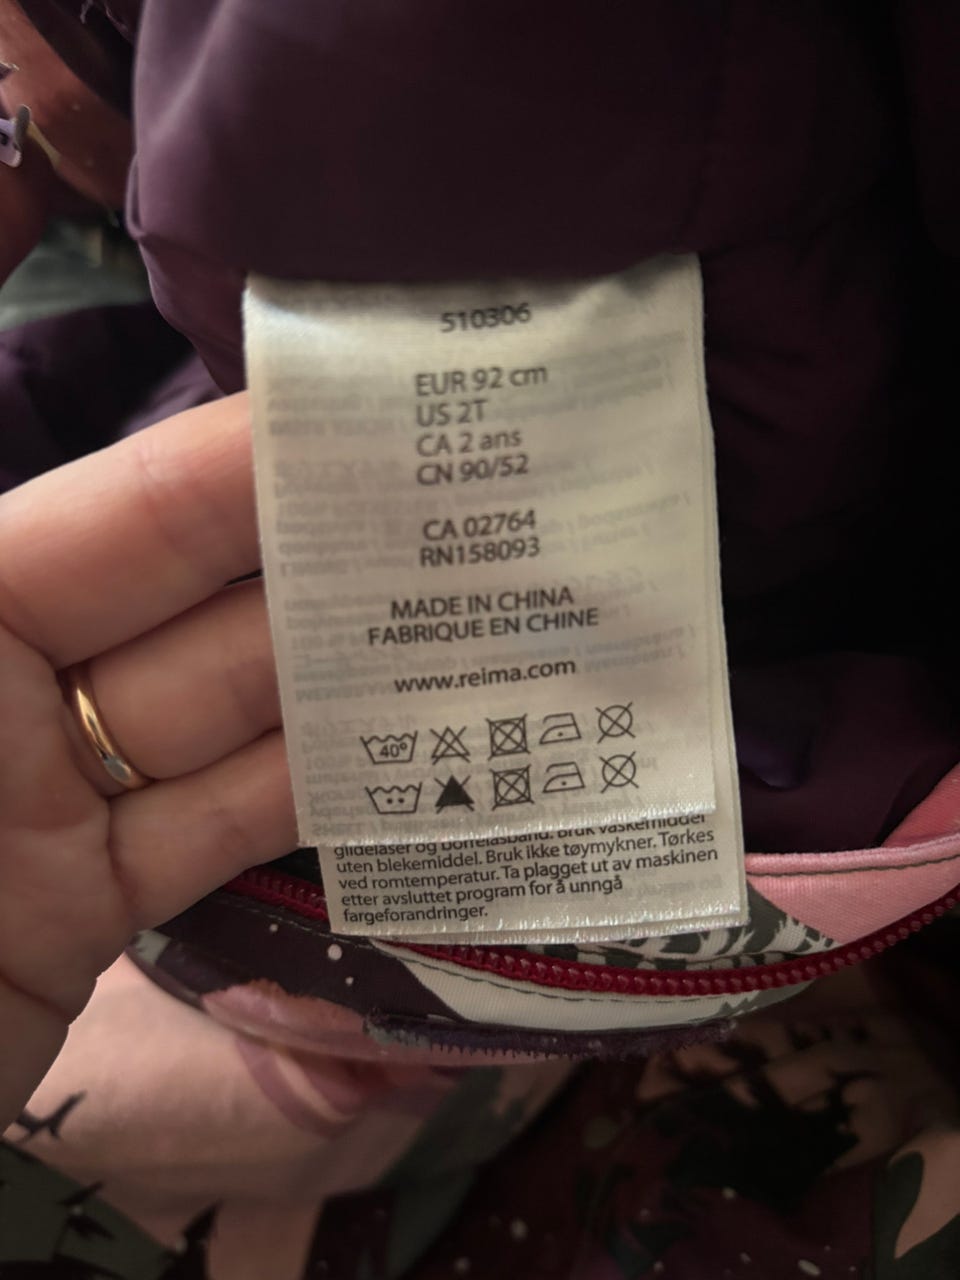 510306
EUR 92 cm
US 2T
CA 2 ans
CN 90/52
CA 02764
RN158093
MADE IN CHINA
FABRIQUE EN CHINE
www.reima.com
40º
glidelåser og borrelåsbånd. Bruk vaskemiddel
uten blekemiddel. Bruk ikke tøymykner. Tørkes
ved romtemperatur. Ta plagget ut av maskinen
etter avsluttet program for å unngå
fargeforandringer.